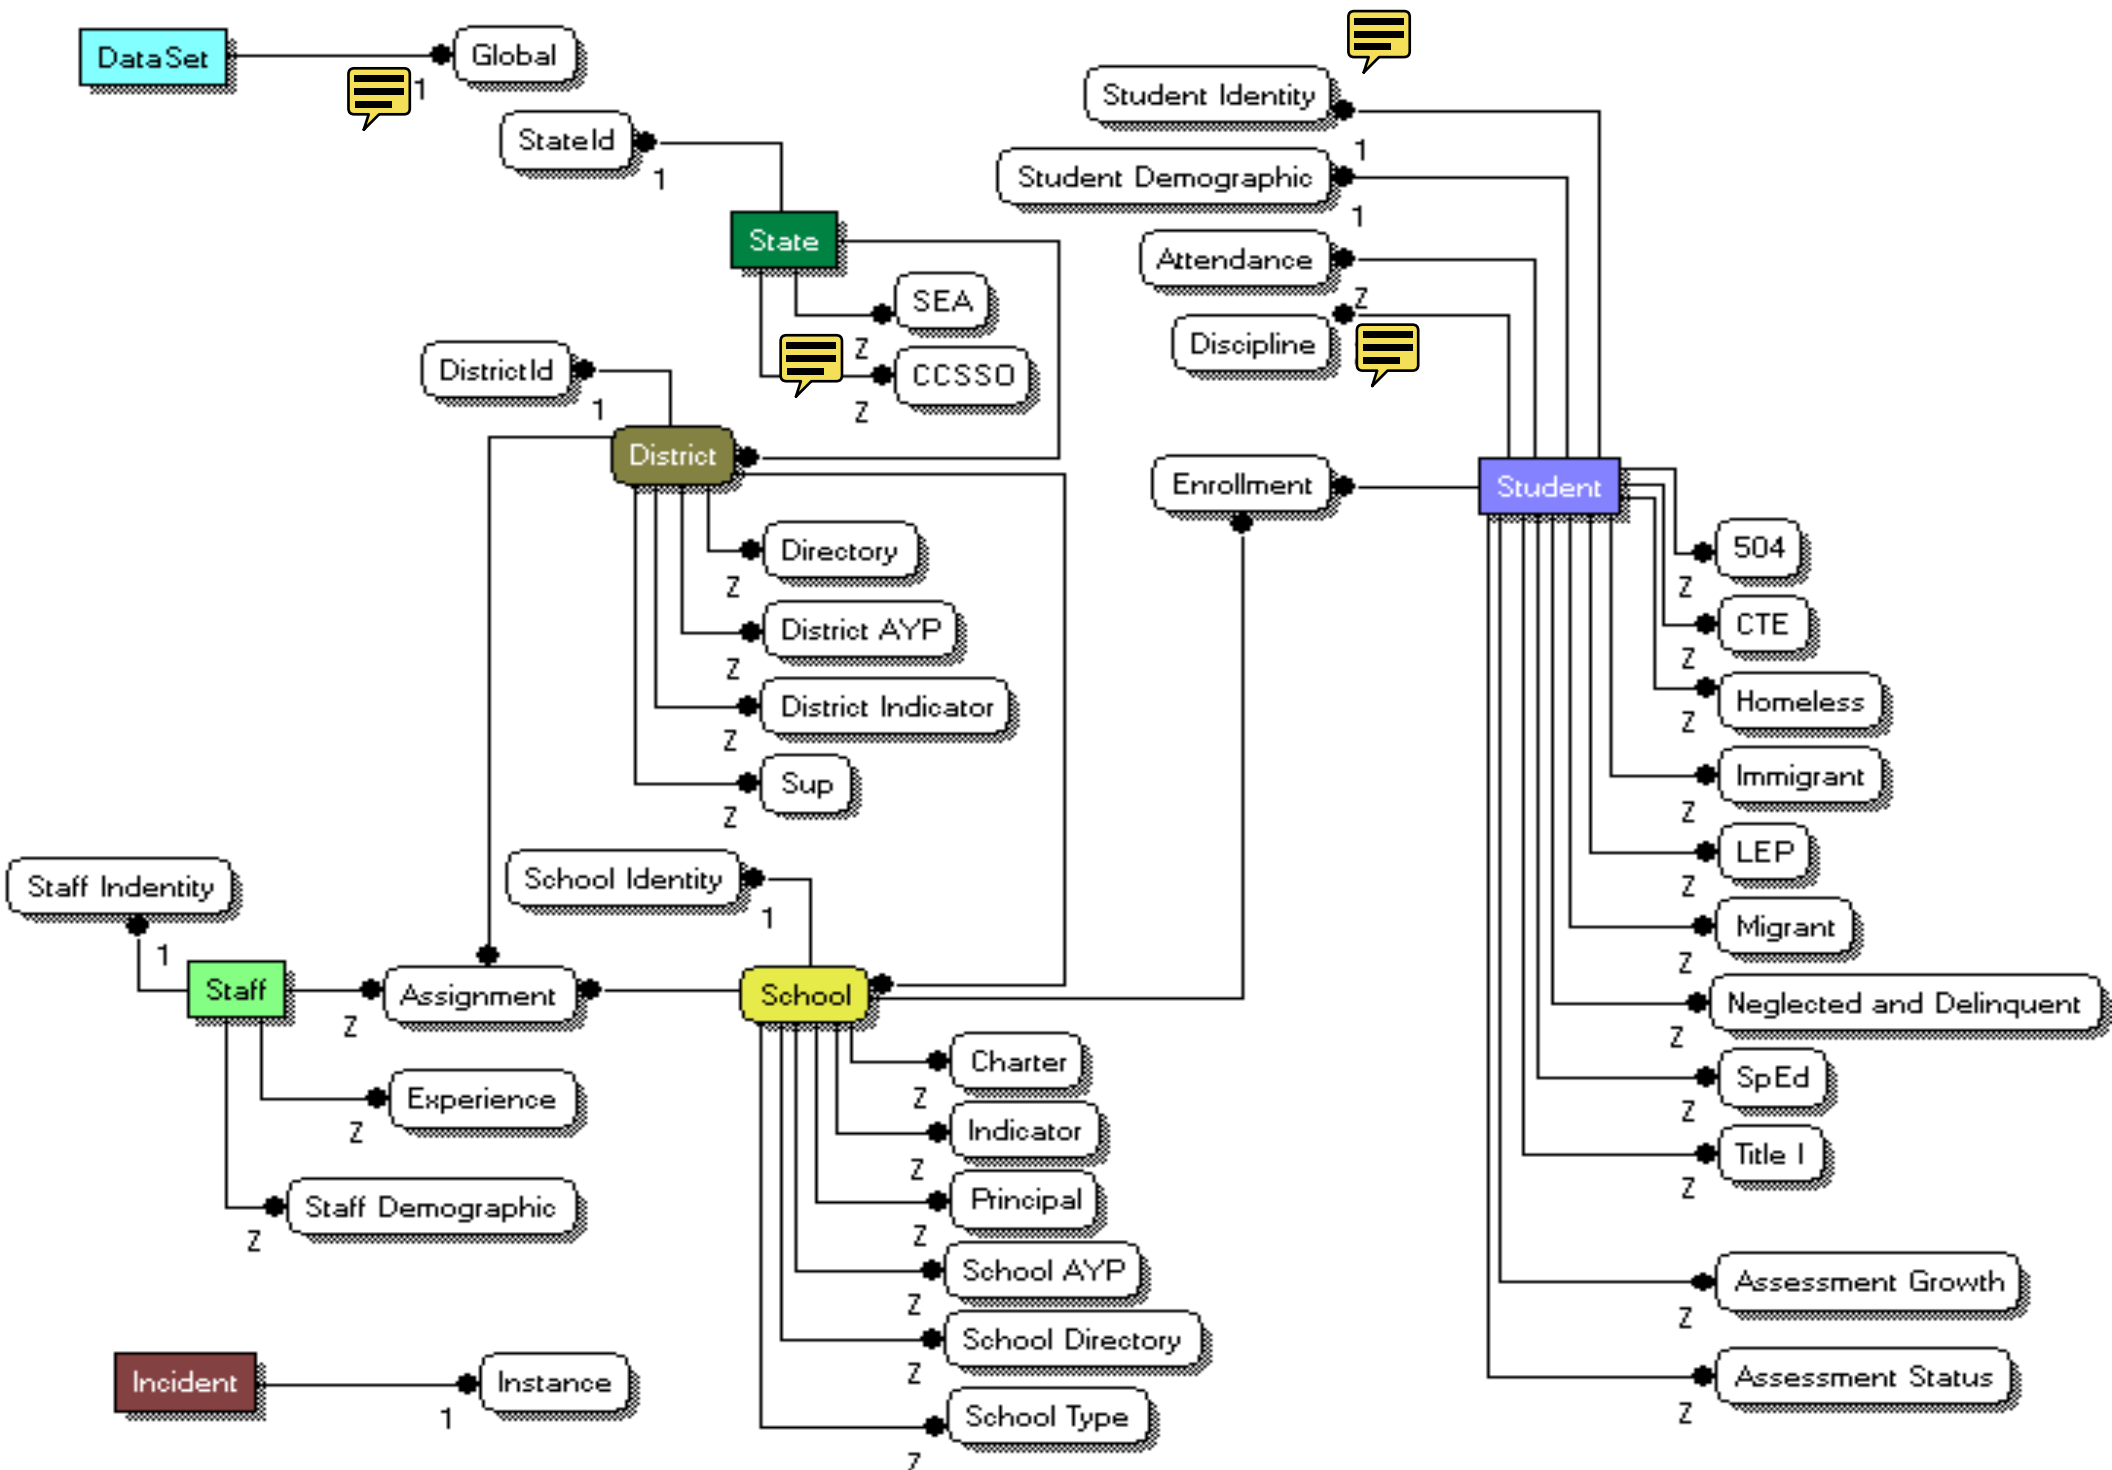 DataSet
1
Global
StateId
1
State
SEA
Z
CCSSO
Z
DistrictId
1
District
Directory
Z
District AYP
Z
District Indicator
Z
Sup
Z
Staff Indentity
1
Staff
Z
Assignment
Experience
Z
Staff Demographic
Z
School Identity
1
School
Charter
Z
Indicator
Z
Principal
Z
School AYP
Z
School Directory
Z
School Type
Z
Incident
1
Instance
Student Identity
1
Student Demographic
1
Attendance
Z
Discipline
Enrollment
Student
504
Z
CTE
Z
Homeless
Z
Immigrant
Z
LEP
Z
Migrant
Z
Neglected and Delinquent
Z
SpEd
Z
Title I
Z
Assessment Growth
Z
Assessment Status
Z